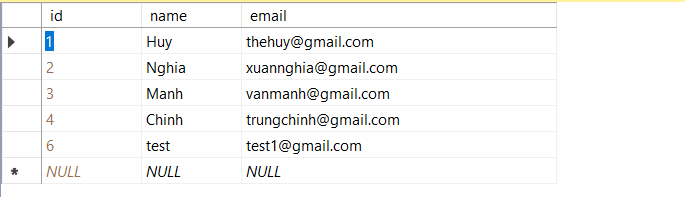 id name email
1 Huy thehuy@gmail.com
2 Nghia xuannghia@gmail.com
3 Manh vanmanh@gmail.com
4 Chinh trungchinh@gmail.com
6 test test1@gmail.com
* NULL NULL NULL